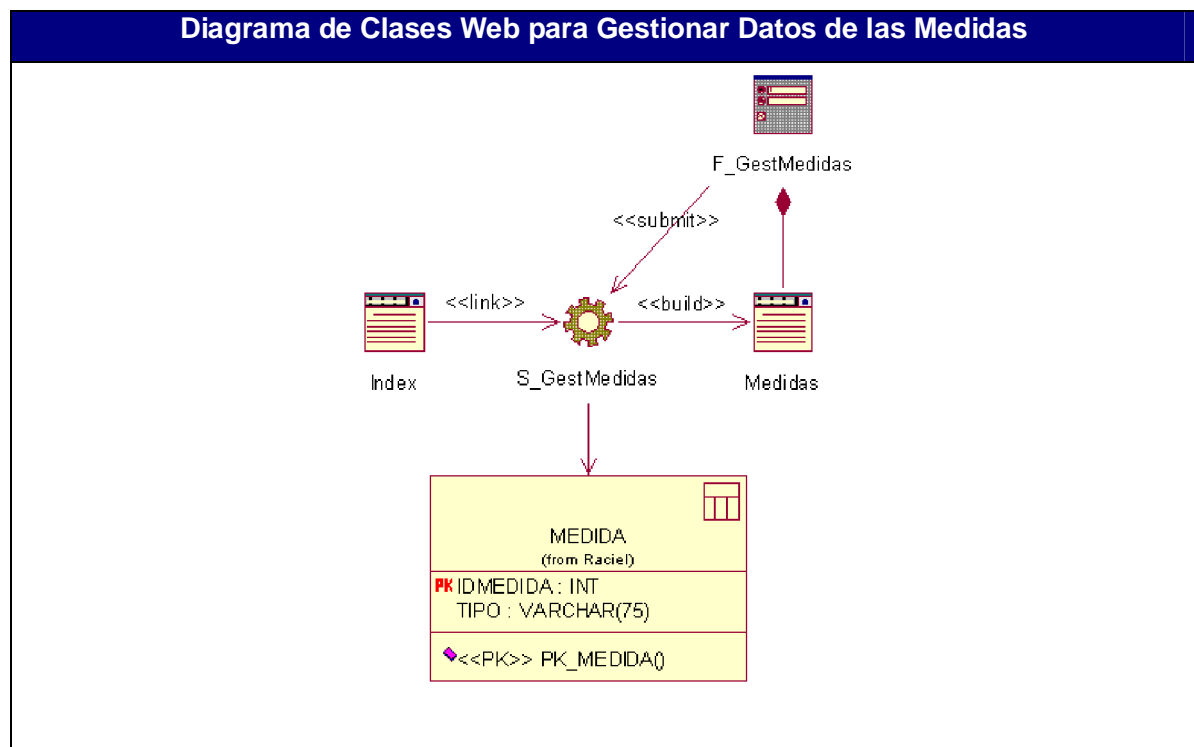 Diagrama de Clases Web para Gestionar Datos de las Medidas
F_GestMedidas
<<submit>>
<<link>>
<<build>>
Index
S_GestMedidas
Medidas
MEDIDA
(from Raciel)
PK IDMEDIDA : INT
TIPO : VARCHAR(75)
<<PK>> PK_MEDIDA()